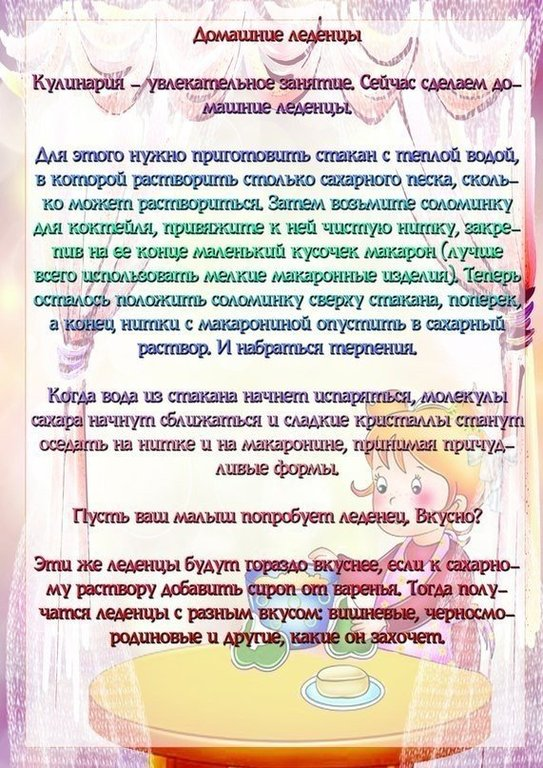 Домашние леденцы
Кулинария – увлекательное занятие. Сейчас сделаем до-
машние леденцы.
Для этого нужно приготовить стакан с теплой водой,
в которой растворить столько сахарного песка, сколь-
ко может раствориться. Затем возьмите соломинку
для коктейля, привяжите к ней чистую нитку, закре-
пив на ее конце маленький кусочек макарон (лучше
всего использовать мелкие макаронные изделия). Теперь
осталось положить соломинку сверху стакана, поперек,
а конец нитки с макарониной опустить в сахарный
раствор. И набраться терпения.
Когда вода из стакана начнет испаряться, молекулы
сахара начнут сближаться и сладкие кристаллы станут
оседать на нитке и на макаронине, принимая причуд-
ливые формы.
Пусть ваш малыш попробует леденец. Вкусно?
Эти же леденцы будут гораздо вкуснее, если к сахарно-
му раствору добавить сироп от варенья. Тогда полу-
чатся леденцы с разным вкусом: вишневые, черносмо-
родиновые и другие, какие он захочет.